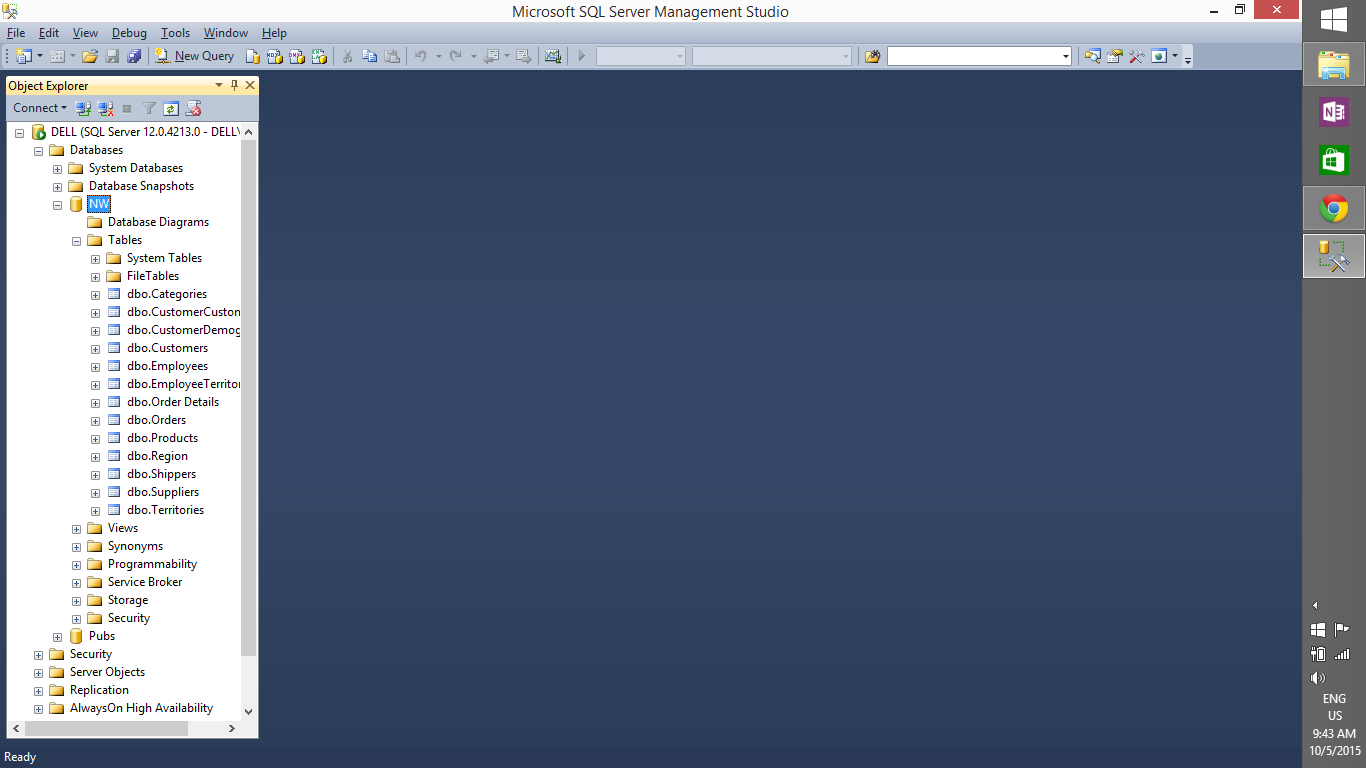 Microsoft SQL Server Management Studio
File Edit View Debug Tools Window Help
New Query
Object Explorer
Connect
DELL (SQL Server 12.0.4213.0 - DELL\
Databases
System Databases
Database Snapshots
NW
Database Diagrams
Tables
System Tables
FileTables
dbo.Categories
dbo.CustomerCustom
dbo.CustomerDemog
dbo.Customers
dbo.Employees
dbo.EmployeeTerritor
dbo.Order Details
dbo.Orders
dbo.Products
dbo.Region
dbo.Shippers
dbo.Suppliers
dbo.Territories
Views
Synonyms
Programmability
Service Broker
Storage
Security
Pubs
Security
Server Objects
Replication
AlwaysOn High Availability
Ready
ENG
US
9:43 AM
10/5/2015